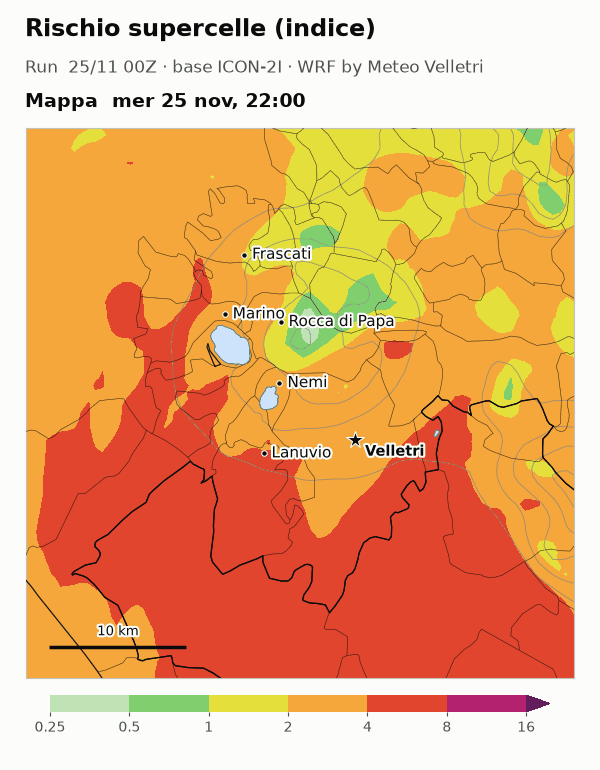 Rischio supercelle (indice)
Run  25/11 00Z · base ICON-2I · WRF by Meteo Velletri
Mappa  mer 25 nov, 22:00
Frascati
Marino
Rocca di Papa
Nemi
Velletri
Lanuvio
10 km
0.25 0.5 1 2 4 8 16